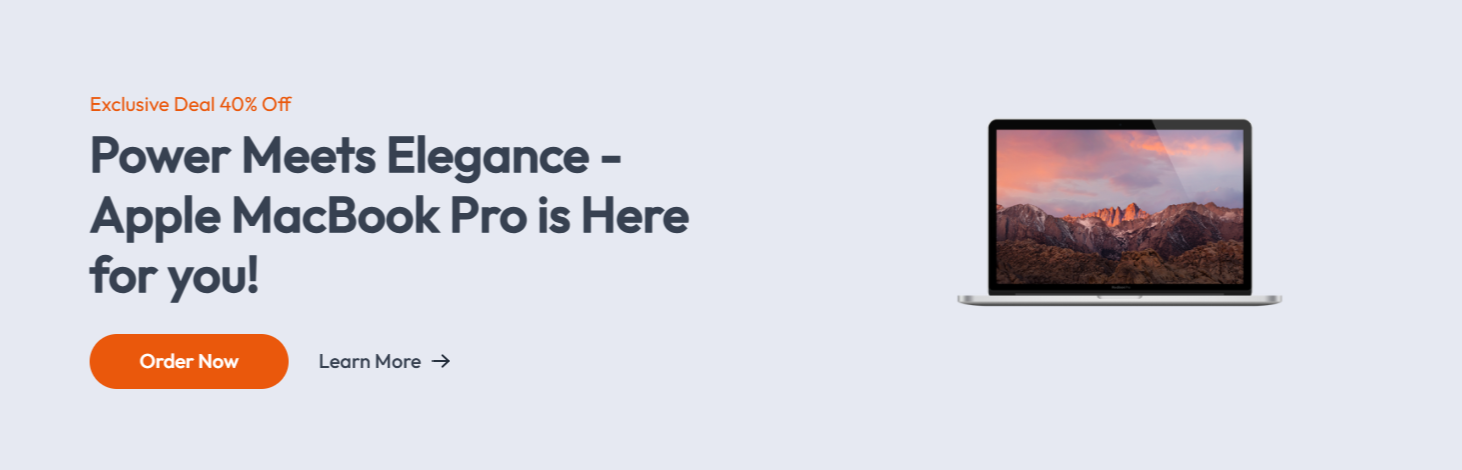 Exclusive Deal 40% Off
Power Meets Elegance -
Apple MacBook Pro is Here
for you!
Order Now
Learn More →